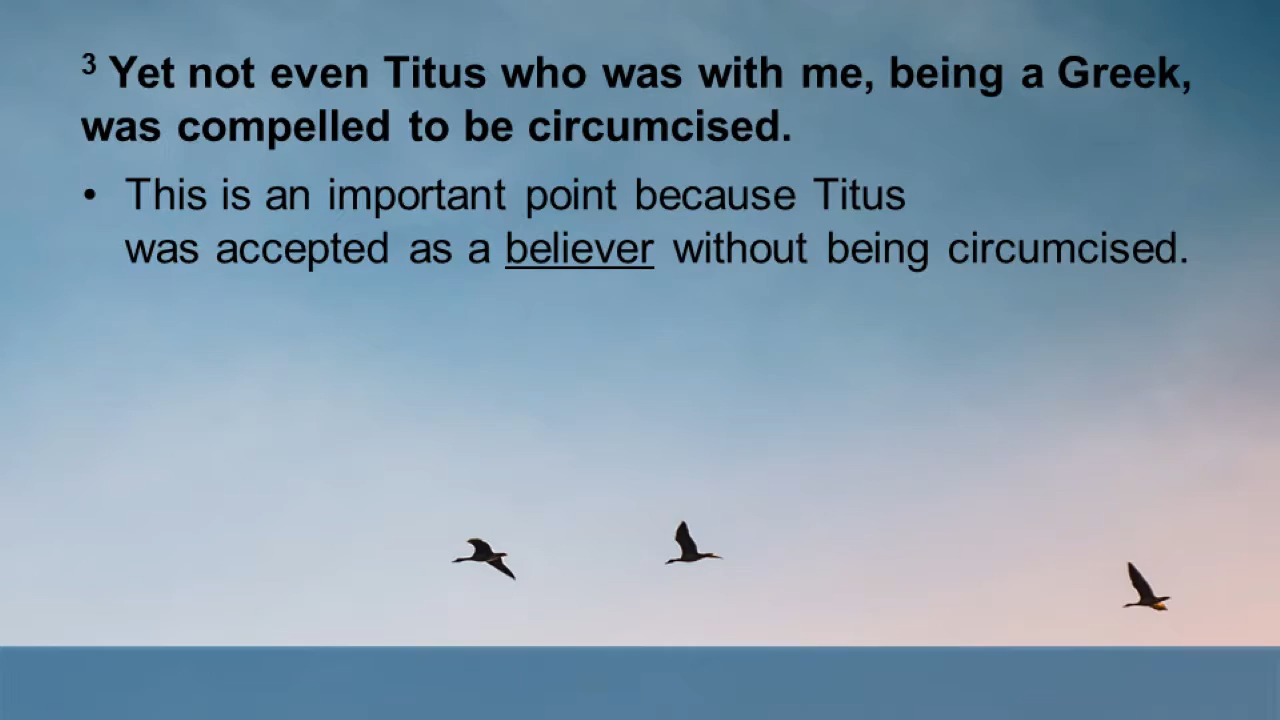 3 Yet not even Titus who was with me, being a Greek,
was compelled to be circumcised.
• This is an important point because Titus
was accepted as a believer without being circumcised.